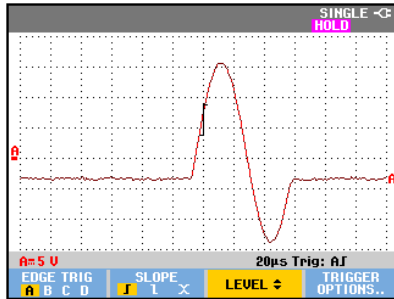 SINGLE
HOLD
A
A
A=5 V 20µs Trig: A
EDGE TRIG SLOPE LEVEL TRIGGER
A B C D OPTIONS..